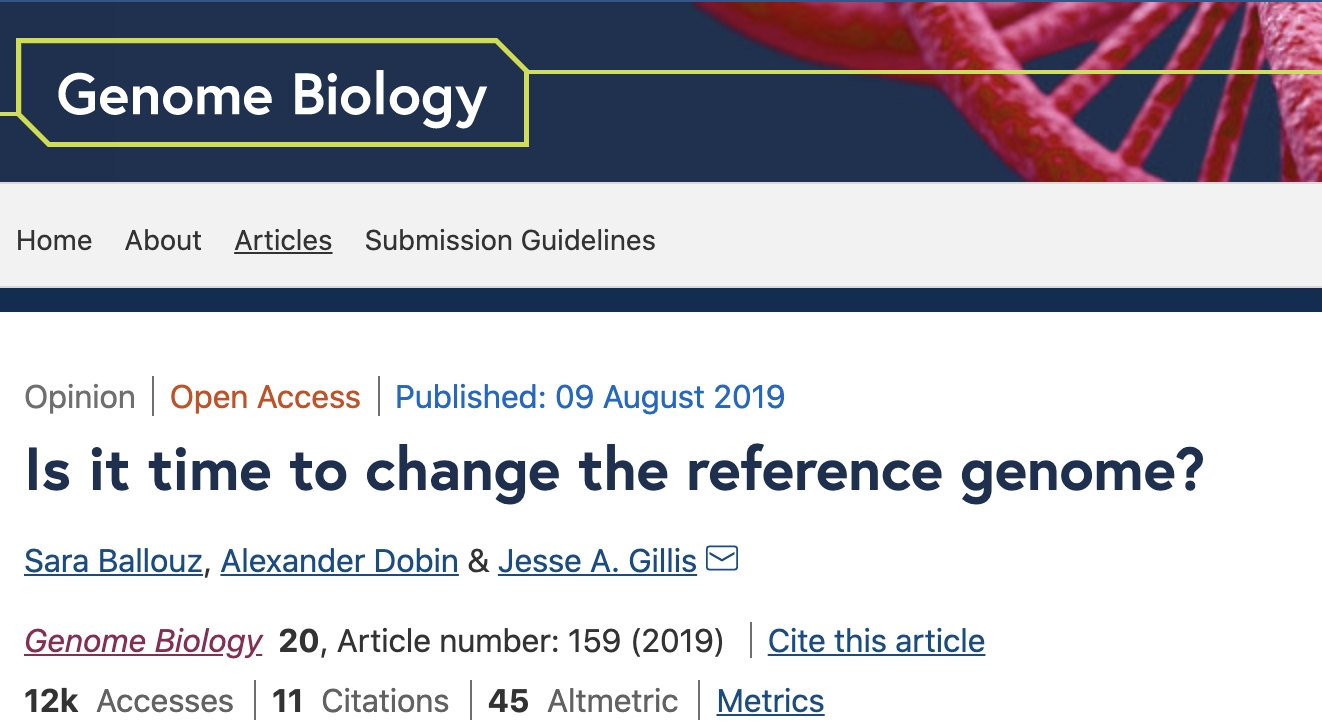 Genome Biology
Home About Articles Submission Guidelines
Opinion Open Access Published: 09 August 2019
Is it time to change the reference genome?
Sara Ballouz, Alexander Dobin & Jesse A. Gillis
Genome Biology 20, Article number: 159 (2019) Cite this article
12k Accesses 11 Citations 45 Altmetric Metrics